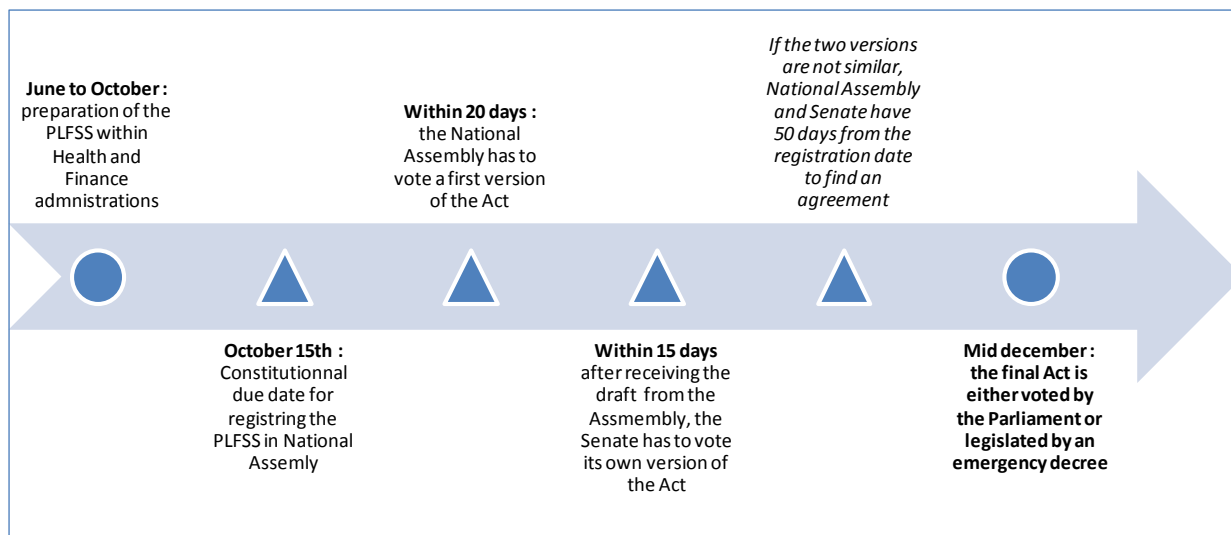 June to October :
preparation of the
PLFSS within
Health and
Finance
admnistrations
October 15th :
Constitutionnal
due date for
registring the
PLFSS in National
Assemly
Within 20 days :
the National
Assembly has to
vote a first version
of the Act
Within 15 days
after receiving the
draft from the
Assmembly, the
Senate has to vote
its own version of
the Act
If the two versions
are not similar,
National Assembly
and Senate have
50 days from the
registration date
to find an
agreement
Mid december :
the final Act is
either voted by
the Parliament or
legislated by an
emergency decree